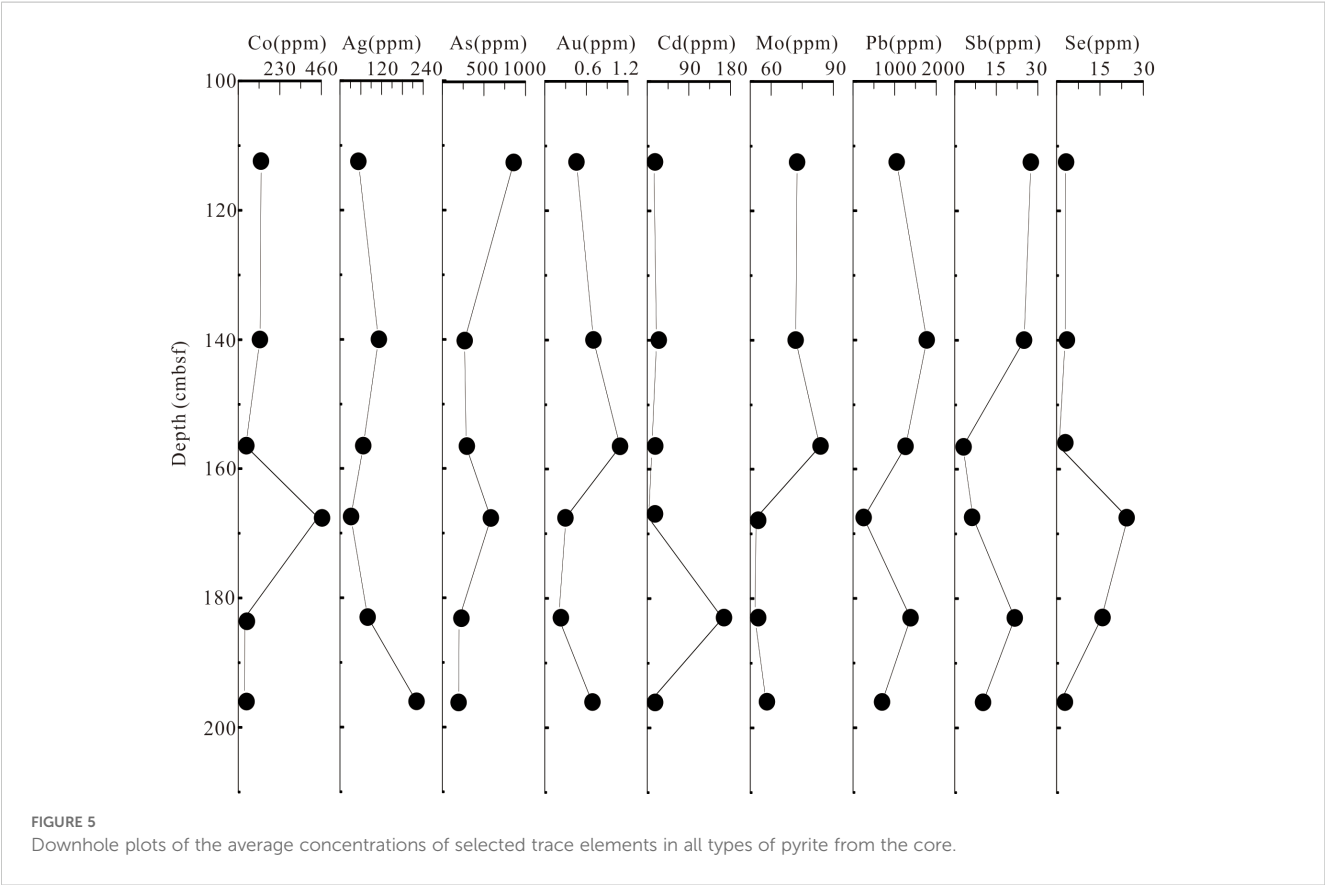 Co(ppm) Ag(ppm) As(ppm) Au(ppm) Cd(ppm) Mo(ppm) Pb(ppm) Sb(ppm) Se(ppm)
230 460 120 240 500 1000 0.6 1.2 90 180 60 90 1000 2000 0 15 30 15 30
100
120
140
160
180
200
Depth (cmbsf)
FIGURE 5
Downhole plots of the average concentrations of selected trace elements in all types of pyrite from the core.